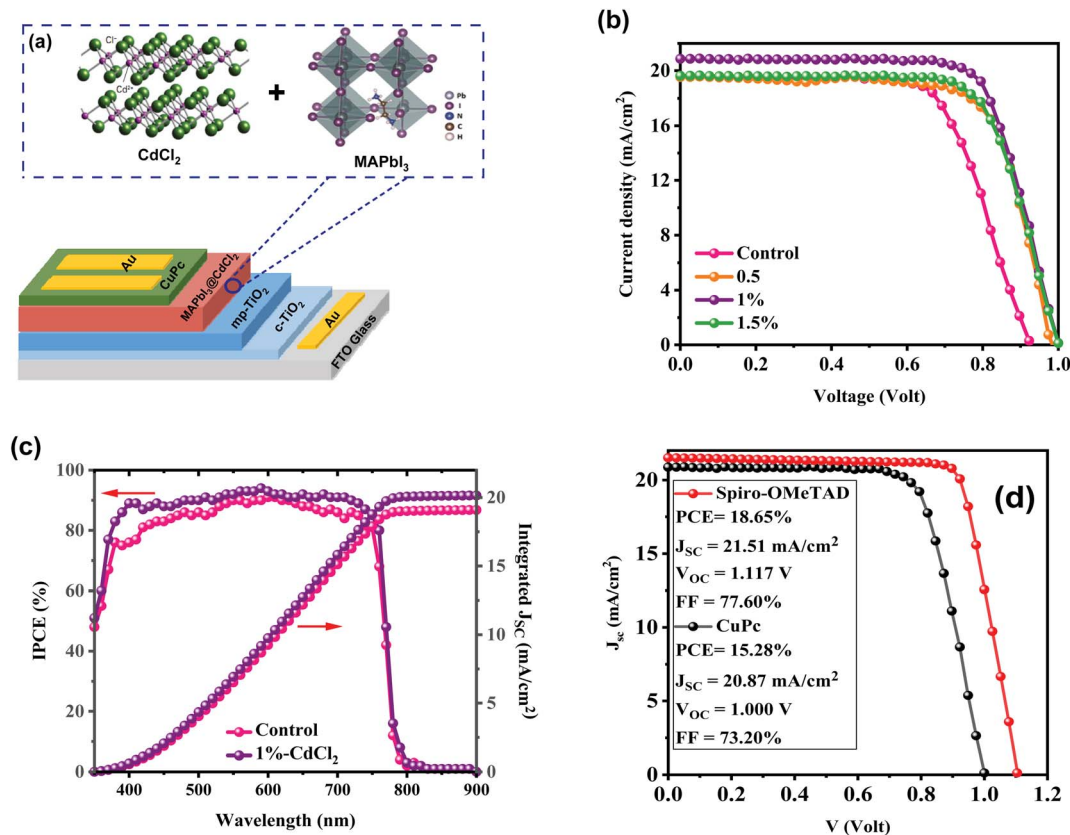 (a)
Cl⁻
Cd²⁺
CdCl₂
+
MAPbI₃
Pb
I
N
C
H
Au
CuPc
MAPbI₃@CdCl₂
mp-TiO₂
c-TiO₂
Au
FTO Glass
(b)
Current density (mA/cm²)
20
16
12
8
4
0
Control
0.5
1%
1.5%
0.0 0.2 0.4 0.6 0.8 1.0
Voltage (Volt)
(c)
IPCE (%)
100
80
60
40
20
0
Control
1%-CdCl₂
20
15
10
5
0
Integrated J_SC (mA/cm²)
400 500 600 700 800 900
Wavelength (nm)
(d)
J_sc (mA/cm²)
20
15
10
5
0
Spiro-OMeTAD
PCE= 18.65%
J_SC = 21.51 mA/cm²
V_OC = 1.117 V
FF = 77.60%
CuPc
PCE= 15.28%
J_SC = 20.87 mA/cm²
V_OC = 1.000 V
FF = 73.20%
0.0 0.2 0.4 0.6 0.8 1.0 1.2
V (Volt)